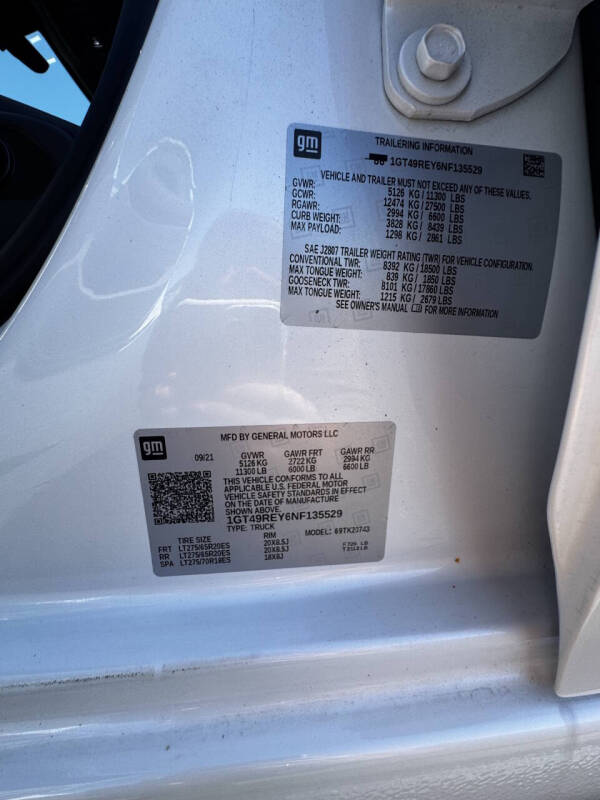 gm
TRAILERING INFORMATION
1GT49REY6NF135529
VEHICLE AND TRAILER MUST NOT EXCEED ANY OF THESE VALUES.
GVWR: 5126 KG / 11300 LBS
GCWR: 12474 KG / 27500 LBS
RGAWR: 2994 KG / 6600 LBS
CURB WEIGHT: 3828 KG / 8439 LBS
MAX PAYLOAD: 1298 KG / 2861 LBS
SAE J2807 TRAILER WEIGHT RATING (TWR) FOR VEHICLE CONFIGURATION.
CONVENTIONAL TWR: 8392 KG / 18500 LBS
MAX TONGUE WEIGHT: 839 KG / 1850 LBS
GOOSENECK TWR: 8101 KG / 17860 LBS
MAX TONGUE WEIGHT: 1215 KG / 2679 LBS
SEE OWNER'S MANUAL FOR MORE INFORMATION
gm
MFD BY GENERAL MOTORS LLC
09/21 GVWR GAWR FRT GAWR RR
5126 KG 2722 KG 2994 KG
11300 LB 6000 LB 6600 LB
THIS VEHICLE CONFORMS TO ALL
APPLICABLE U.S. FEDERAL MOTOR
VEHICLE SAFETY STANDARDS IN EFFECT
ON THE DATE OF MANUFACTURE
SHOWN ABOVE.
1GT49REY6NF135529
TYPE: TRUCK MODEL: 69TK20743
TIRE SIZE RIM
FRT LT275/65R20ES 20X8.5J
RR LT275/65R20ES 20X8.5J
SPA LT275/70R18ES 18X8J